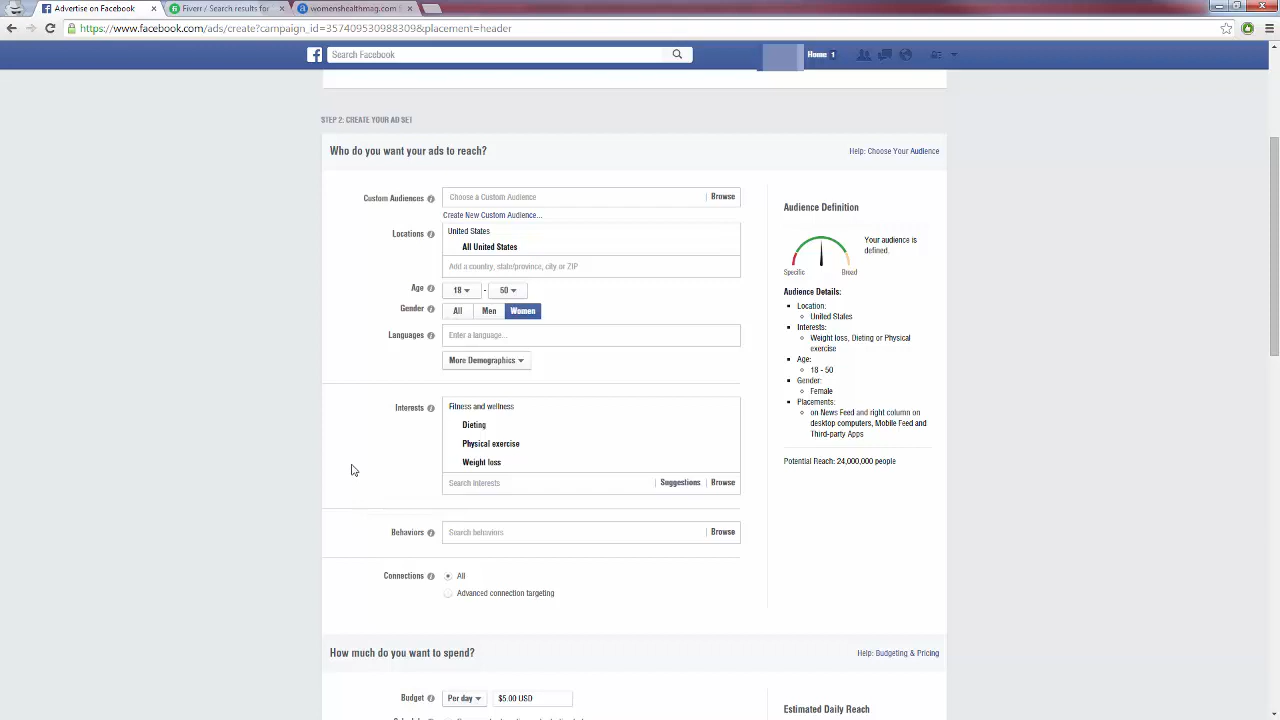 Advertise on Facebook
Fiverr / Search results for
womenshealthmag.com
https://www.facebook.com/ads/create?campaign_id=357409530988309&placement=header
Search Facebook
Home 1
STEP 2: CREATE YOUR AD SET
Who do you want your ads to reach?
Help: Choose Your Audience
Custom Audiences
Choose a Custom Audience
Browse
Create New Custom Audience...
Locations
United States
All United States
Add a country, state/province, city or ZIP
Age
18 - 50
Gender
All Men Women
Languages
Enter a language...
More Demographics
Interests
Fitness and wellness
Dieting
Physical exercise
Weight loss
Search interests
Suggestions Browse
Behaviors
Search behaviors
Browse
Connections
All
Advanced connection targeting
Audience Definition
Your audience is
defined.
Specific Broad
Audience Details:
Location:
United States
Interests:
Weight loss, Dieting or Physical
exercise
Age:
18 - 50
Gender:
Female
Placements:
on News Feed and right column on
desktop computers, Mobile Feed and
Third-party Apps
Potential Reach: 24,000,000 people
How much do you want to spend?
Help: Budgeting & Pricing
Budget
Per day
$5.00 USD
Estimated Daily Reach